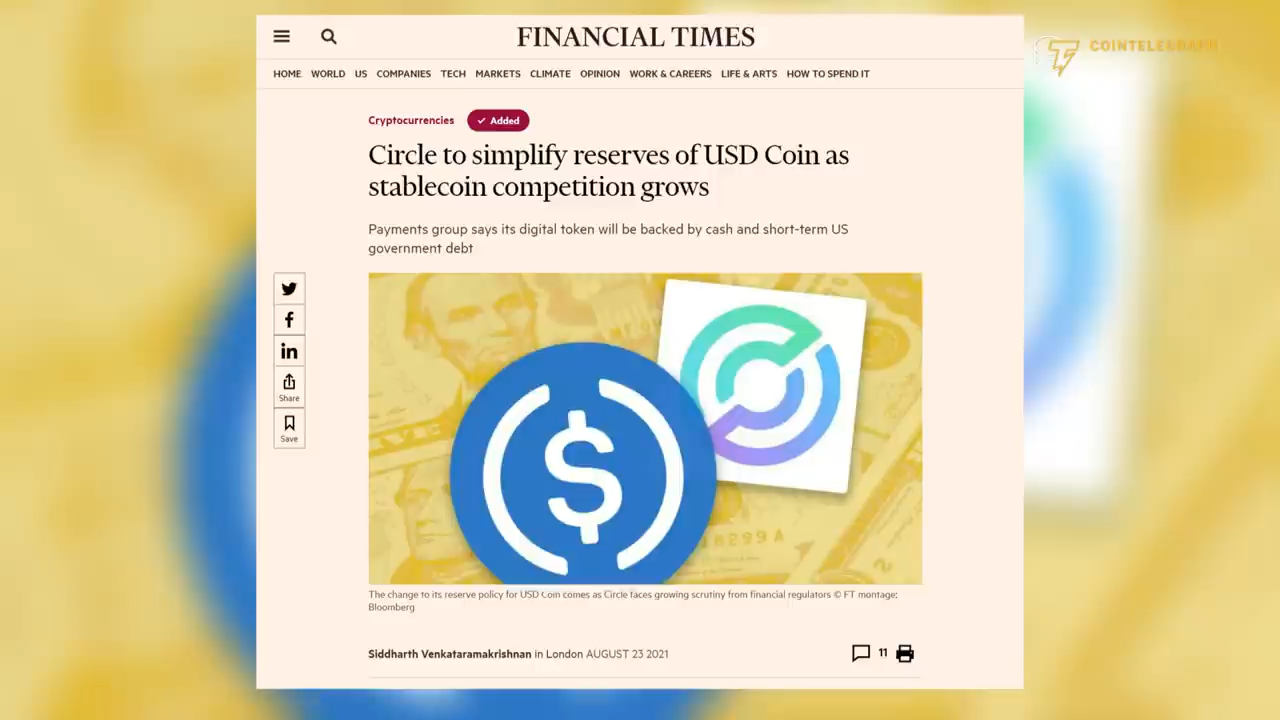 FINANCIAL TIMES
COINTELEGRAPH
HOME WORLD US COMPANIES TECH MARKETS CLIMATE OPINION WORK & CAREERS LIFE & ARTS HOW TO SPEND IT
Cryptocurrencies Added
Circle to simplify reserves of USD Coin as
stablecoin competition grows
Payments group says its digital token will be backed by cash and short-term US
government debt
Share
Save
The change to its reserve policy for USD Coin comes as Circle faces growing scrutiny from financial regulators © FT montage;
Bloomberg
Siddharth Venkataramakrishnan in London AUGUST 23 2021
11